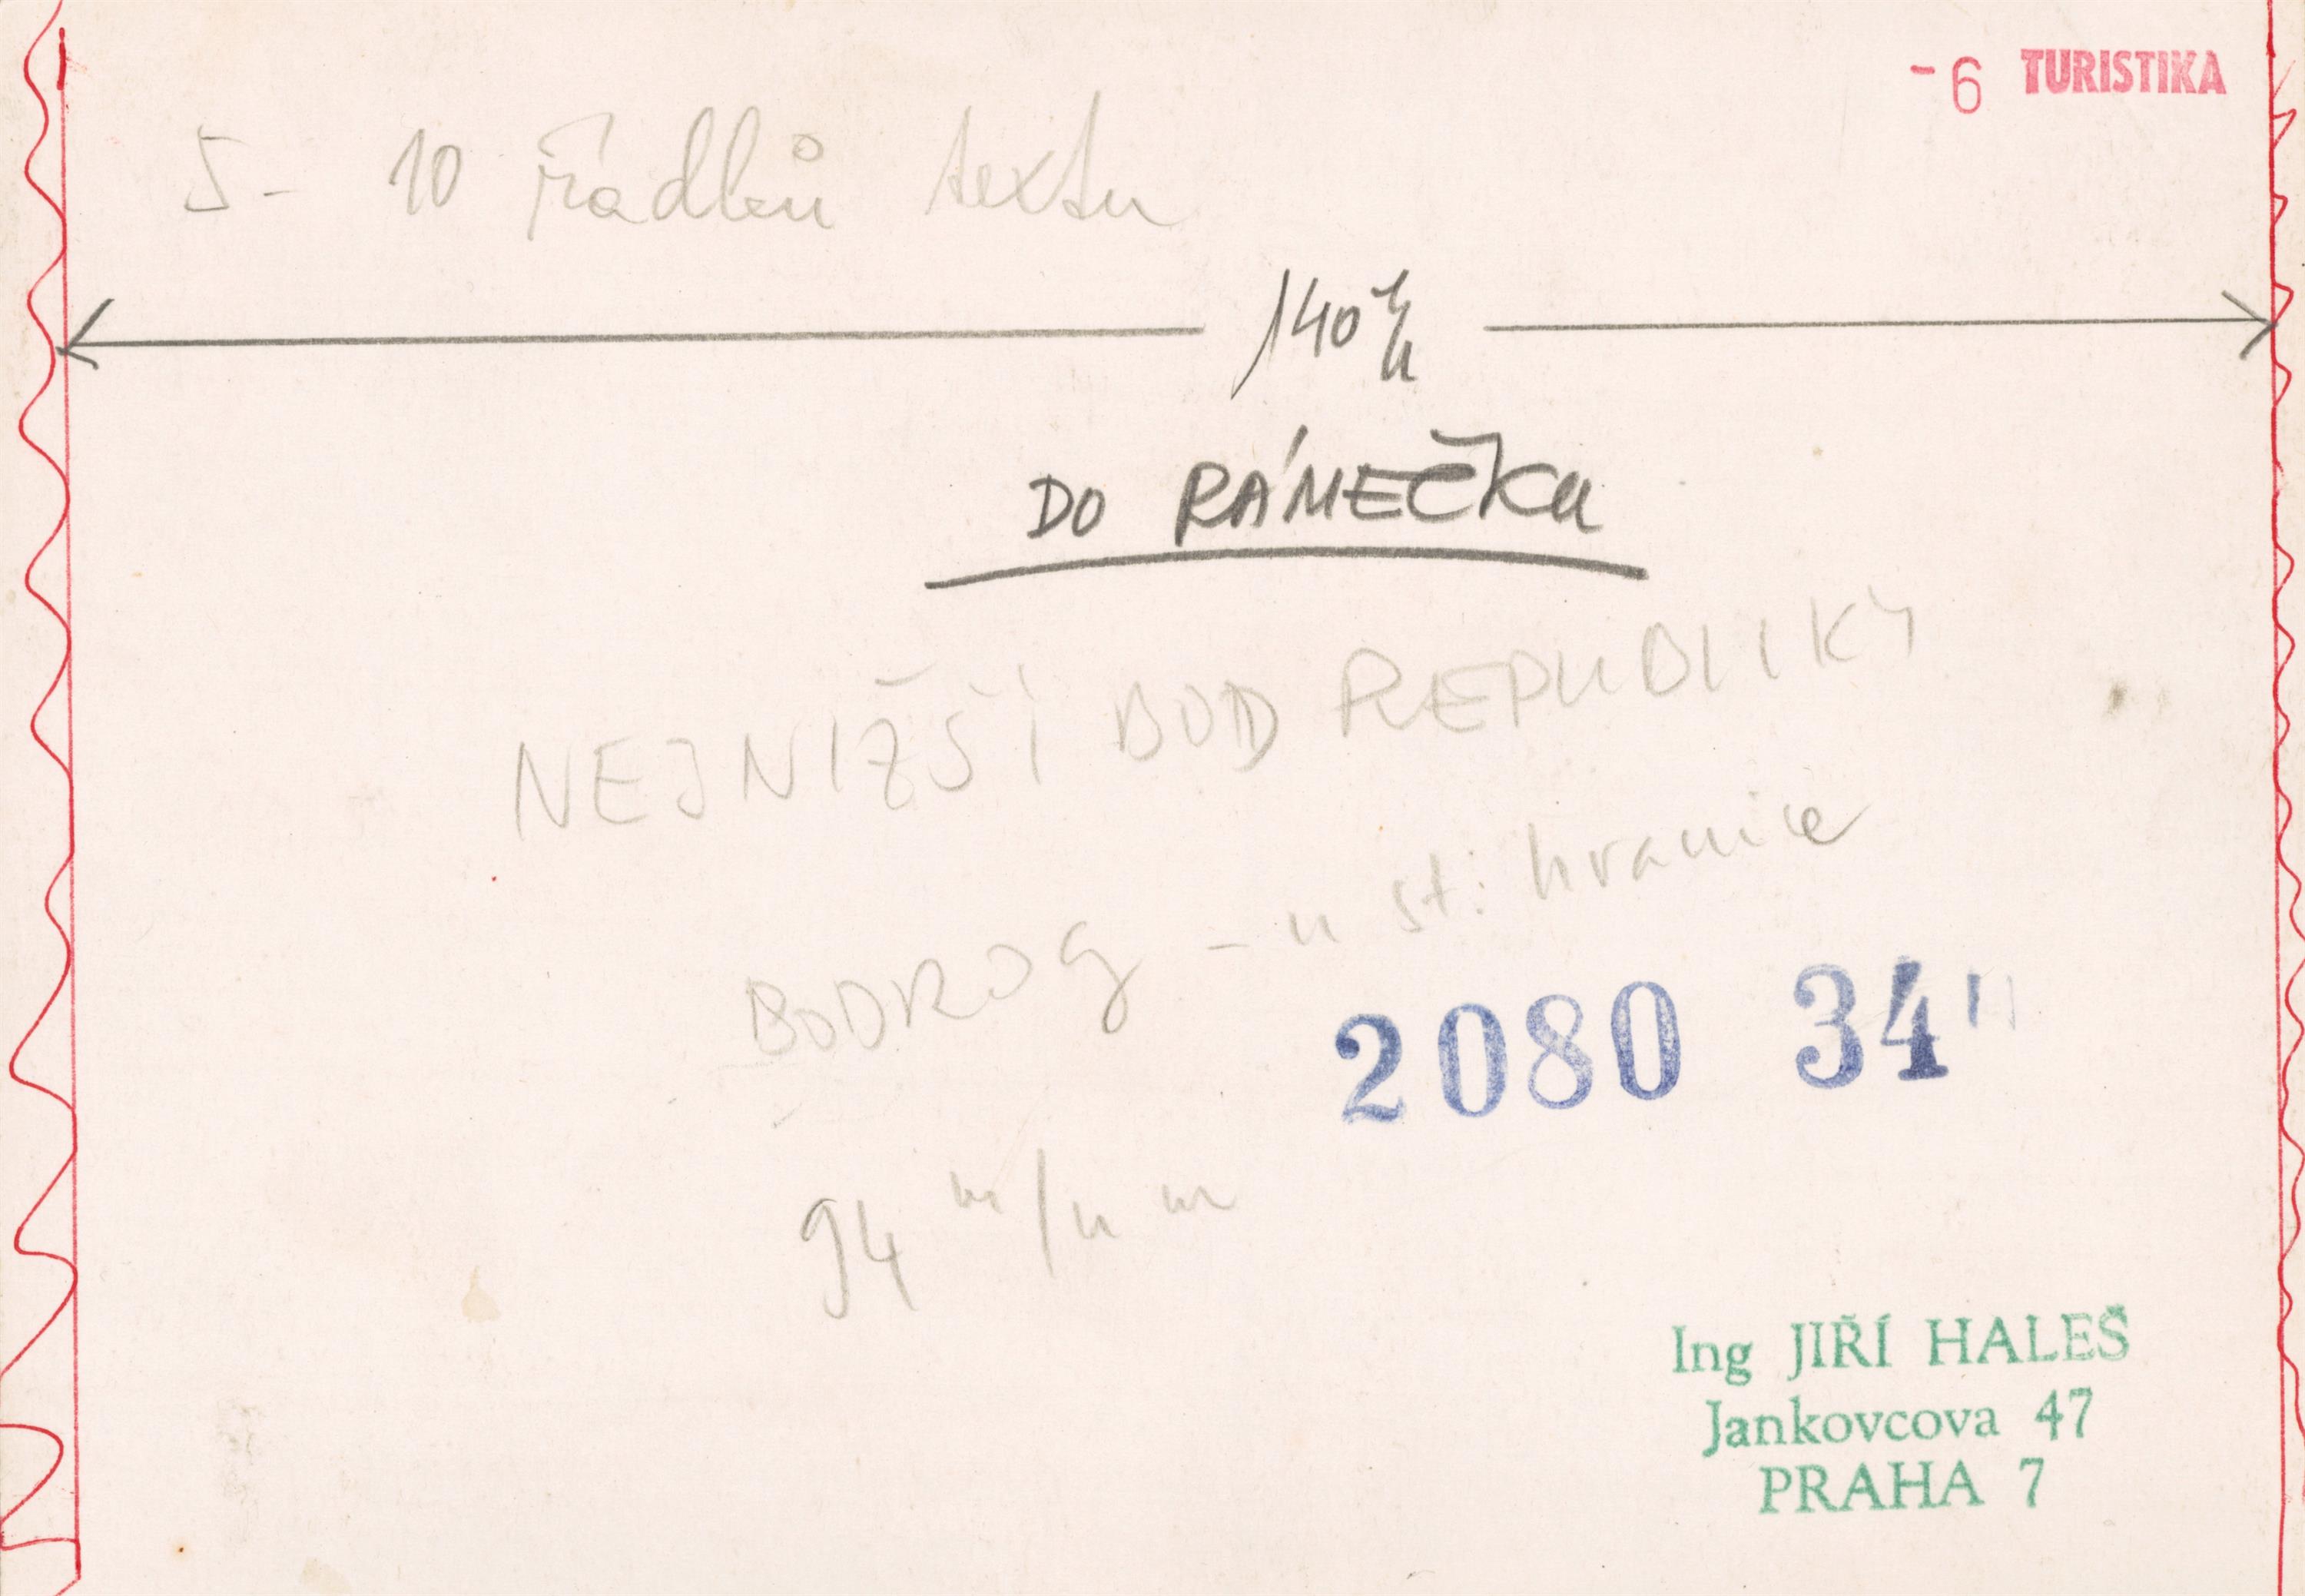 -6 TURISTIKA
5- 10 řádků textu
140
DO RÁMEČKU
NEJNIŽŠÍ BOD REPUBLIKY
BODROG - u st. hranice
2080 34
94 m/n m
Ing JIŘÍ HALEŠ
Jankovcova 47
PRAHA 7